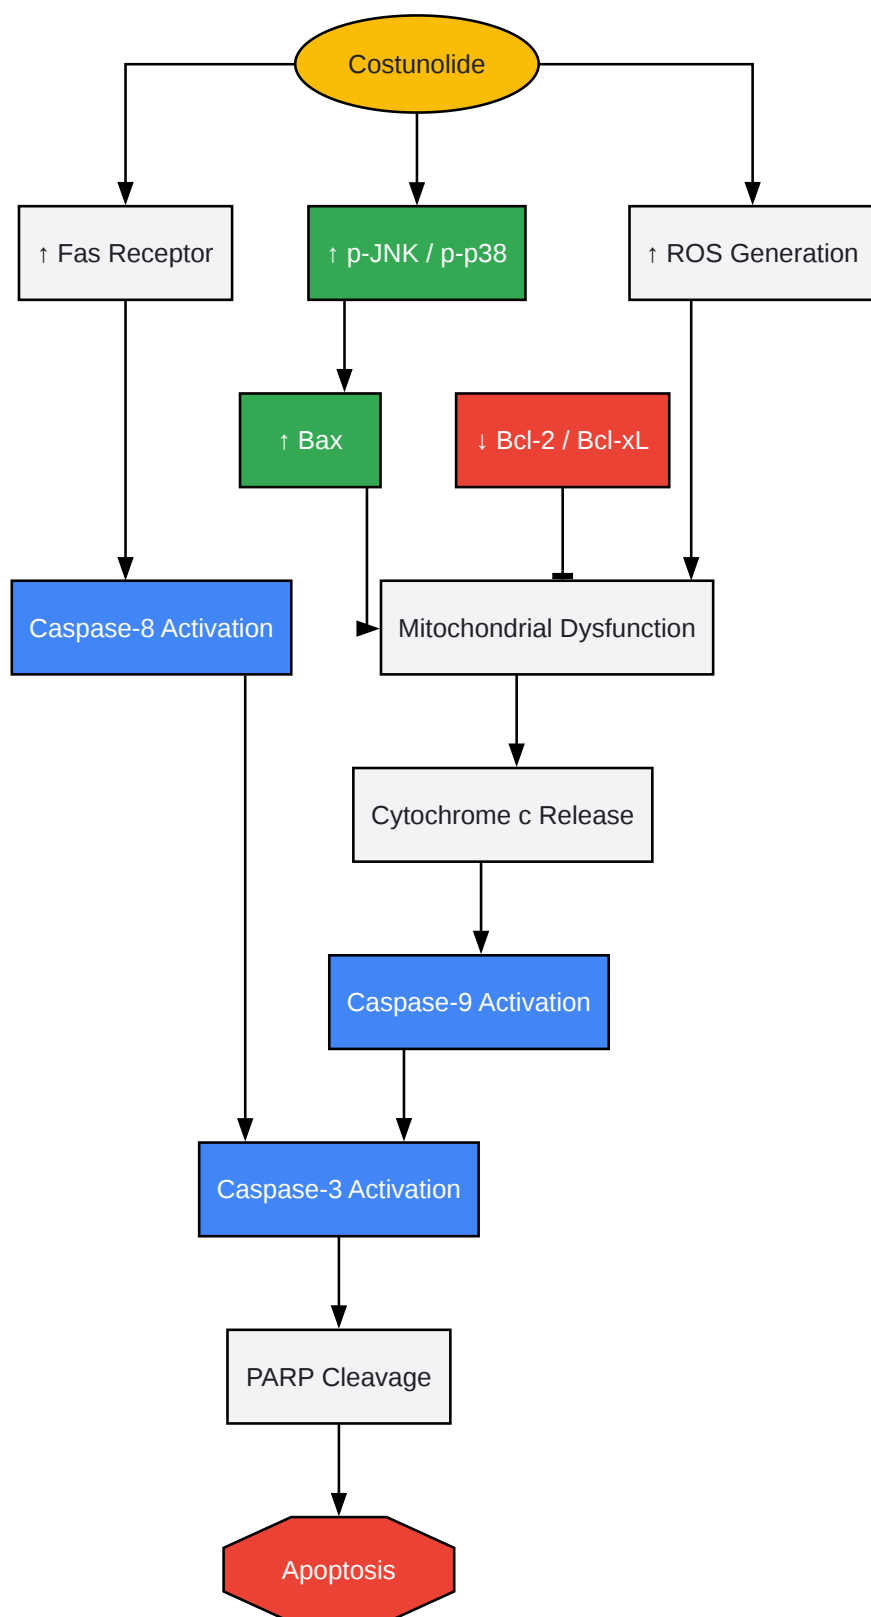 Costunolide
↑ Fas Receptor
↑ p-JNK / p-p38
↑ ROS Generation
↑ Bax
↓ Bcl-2 / Bcl-xL
Caspase-8 Activation
Mitochondrial Dysfunction
Cytochrome c Release
Caspase-9 Activation
Caspase-3 Activation
PARP Cleavage
Apoptosis